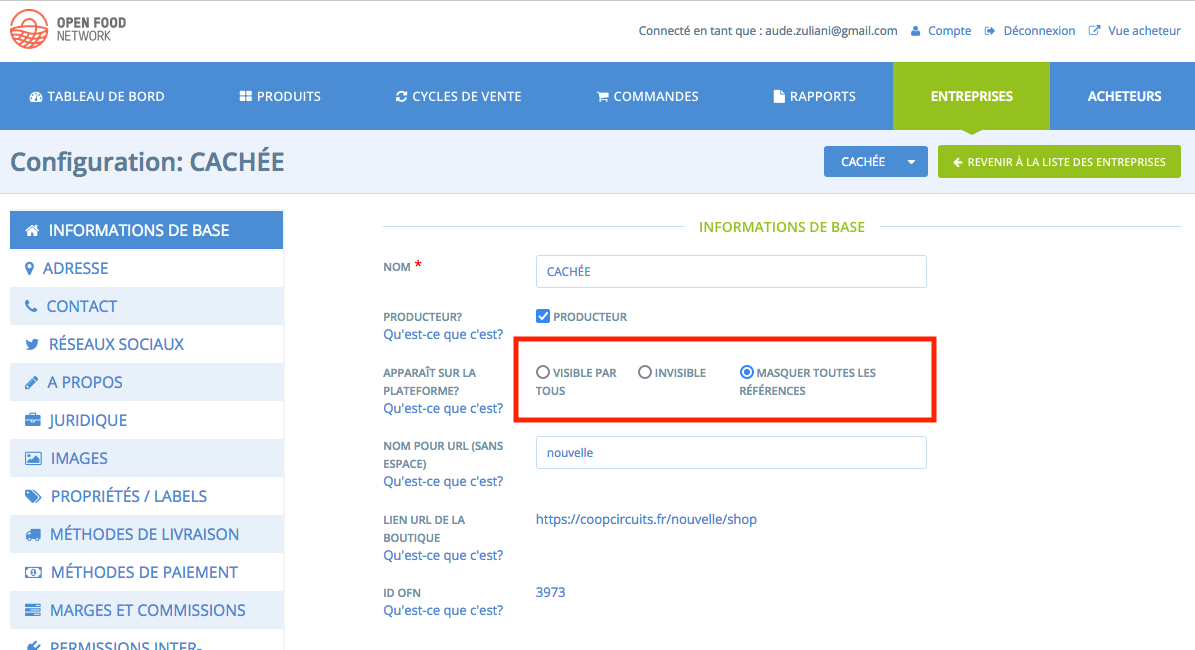 OPEN FOOD
NETWORK
Connecté en tant que : aude.zuliani@gmail.com Compte Déconnexion Vue acheteur
TABLEAU DE BORD PRODUITS CYCLES DE VENTE COMMANDES RAPPORTS ENTREPRISES ACHETEURS
Configuration: CACHÉE
CACHÉE
REVENIR À LA LISTE DES ENTREPRISES
INFORMATIONS DE BASE
ADRESSE
CONTACT
RÉSEAUX SOCIAUX
A PROPOS
JURIDIQUE
IMAGES
PROPRIÉTÉS / LABELS
MÉTHODES DE LIVRAISON
MÉTHODES DE PAIEMENT
MARGES ET COMMISSIONS
PERMISSIONS INTER-
INFORMATIONS DE BASE
NOM *
CACHÉE
PRODUCTEUR?
Qu'est-ce que c'est?
PRODUCTEUR
APPARAÎT SUR LA
PLATEFORME?
Qu'est-ce que c'est?
VISIBLE PAR
TOUS
INVISIBLE
MASQUER TOUTES LES
RÉFÉRENCES
NOM POUR URL (SANS
ESPACE)
Qu'est-ce que c'est?
nouvelle
LIEN URL DE LA
BOUTIQUE
Qu'est-ce que c'est?
https://coopcircuits.fr/nouvelle/shop
ID OFN
Qu'est-ce que c'est?
3973